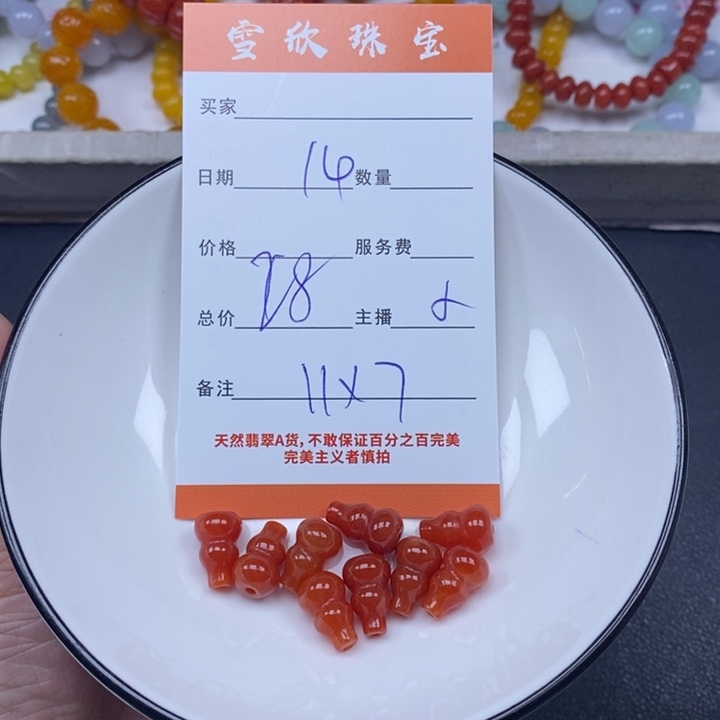 雪欣珠宝
买家
日期 14 数量
价格 服务费
总价 78 主播
备注 11x7
天然翡翠A货,不敢保证百分之百完美
完美主义者慎拍